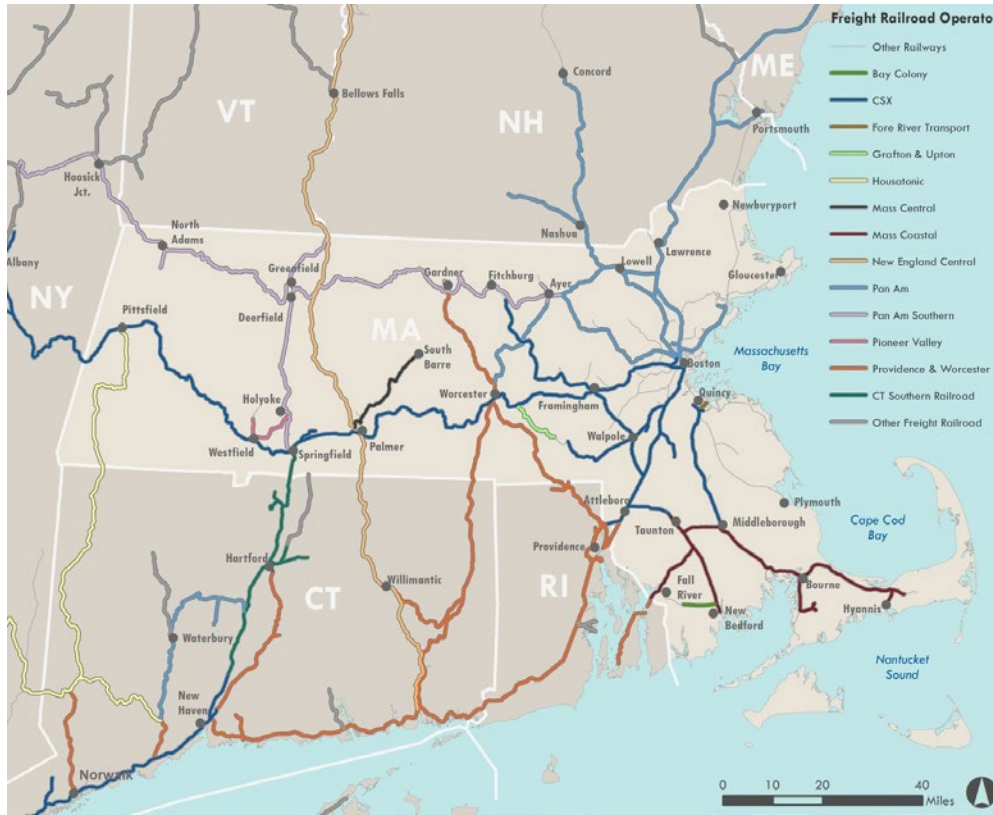 Freight Railroad Operato
Other Railways
Bay Colony
CSX
Fore River Transport
Grafton & Upton
Housatonic
Mass Central
Mass Coastal
New England Central
Pan Am
Pan Am Southern
Pioneer Valley
Providence & Worcester
CT Southern Railroad
Other Freight Railroad
ME
VT
NH
Concord
Bellows Falls
Portsmouth
Hoosick
Jct.
Newburyport
North
Adams
Nashua
Lawrence
Albany
Greenfield
Gardner
Fitchburg
Ayer
Lowell
Gloucester
NY
Pittsfield
Deerfield
MA
South
Barre
Boston
Massachusetts
Bay
Holyoke
Worcester
Framingham
Quincy
Westfield
Springfield
Palmer
Walpole
Attleboro
Taunton
Middleborough
Plymouth
Cape Cod
Bay
Hartford
Providence
CT
Willimantic
RI
Fall
River
New
Bedford
Bourne
Hyannis
Waterbury
Nantucket
Sound
New
Haven
Norwalk
0
10
20
40
Miles